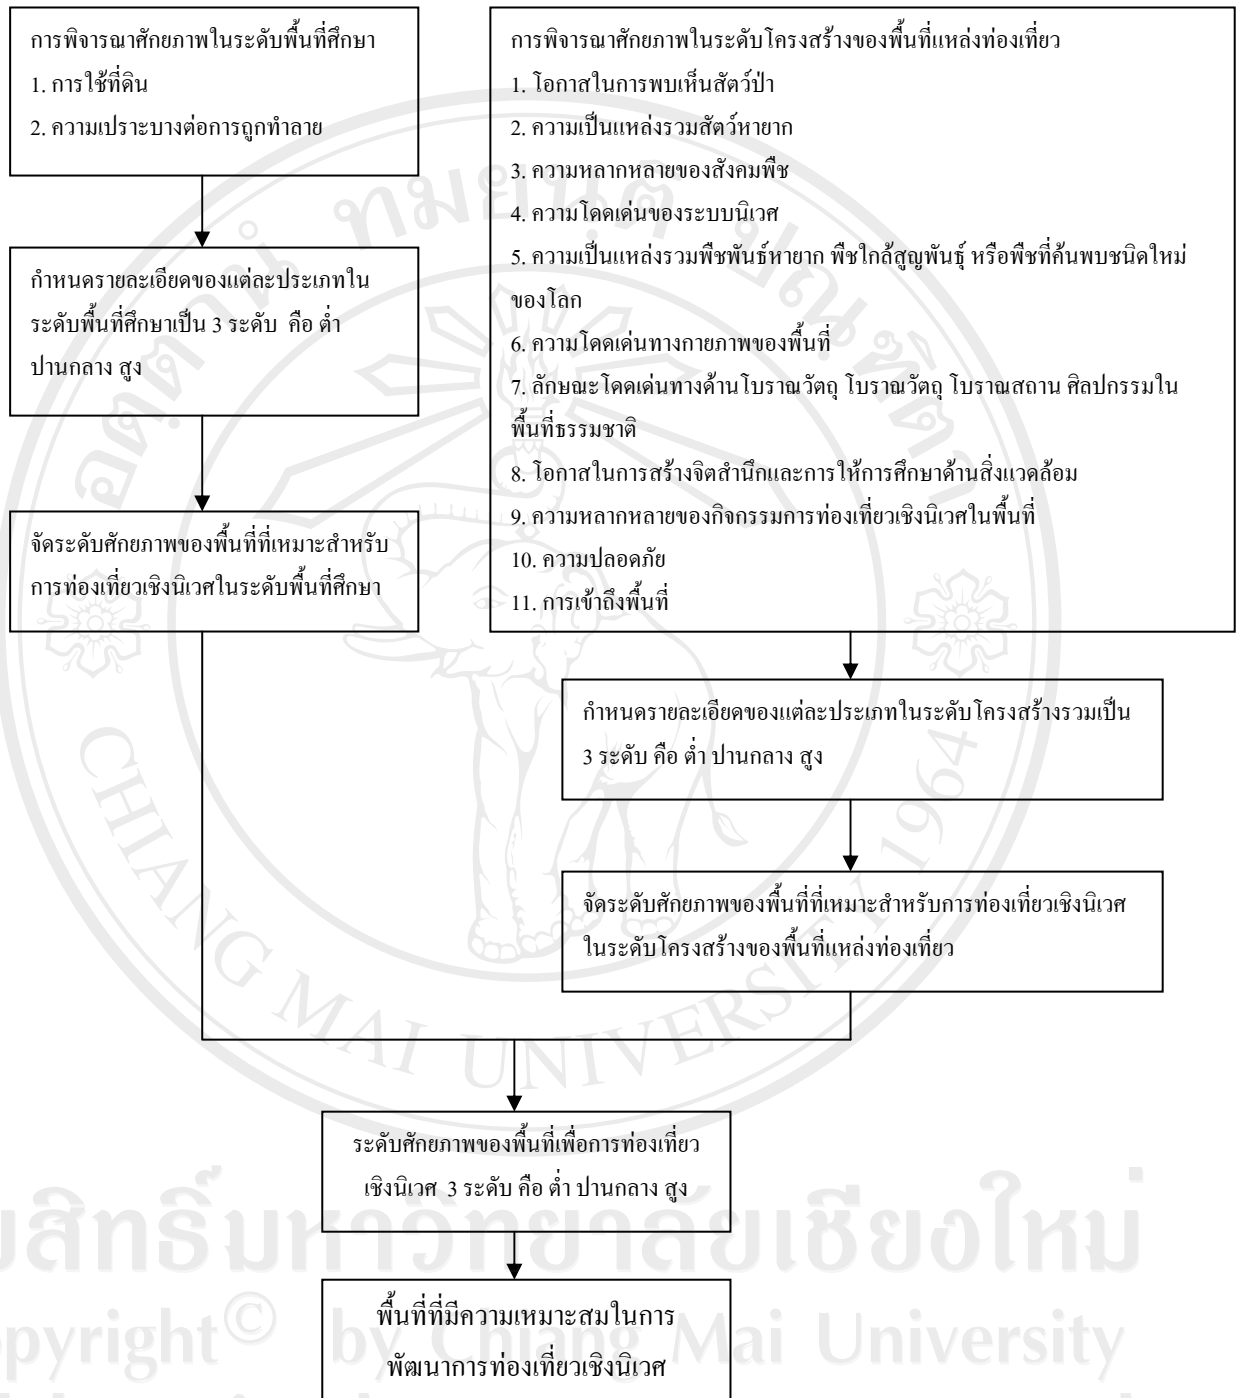 การพิจารณาศักยภาพในระดับพื้นที่ศึกษา
1. การใช้ที่ดิน
2. ความเปราะบางต่อการถูกทำลาย
กำหนดรายละเอียดของแต่ละประเภทใน
ระดับพื้นที่ศึกษาเป็น 3 ระดับ คือ ต่ำ
ปานกลาง สูง
จัดระดับศักยภาพของพื้นที่ที่เหมาะสำหรับ
การท่องเที่ยวเชิงนิเวศในระดับพื้นที่ศึกษา
การพิจารณาศักยภาพในระดับโครงสร้างของพื้นที่แหล่งท่องเที่ยว
1. โอกาสในการพบเห็นสัตว์ป่า
2. ความเป็นแหล่งรวมสัตว์หายาก
3. ความหลากหลายของสังคมพืช
4. ความโดดเด่นของระบบนิเวศ
5. ความเป็นแหล่งรวมพืชพันธ์หายาก พืชใกล้สูญพันธุ์ หรือพืชที่ค้นพบชนิดใหม่
ของโลก
6. ความโดดเด่นทางกายภาพของพื้นที่
7. ลักษณะโดดเด่นทางด้านโบราณวัตถุ โบราณวัตถุ โบราณสถาน ศิลปกรรมใน
พื้นที่ธรรมชาติ
8. โอกาสในการสร้างจิตสำนึกและการให้การศึกษาด้านสิ่งแวดล้อม
9. ความหลากหลายของกิจกรรมการท่องเที่ยวเชิงนิเวศในพื้นที่
10. ความปลอดภัย
11. การเข้าถึงพื้นที่
กำหนดรายละเอียดของแต่ละประเภทในระดับโครงสร้างรวมเป็น
3 ระดับ คือ ต่ำ ปานกลาง สูง
จัดระดับศักยภาพของพื้นที่ที่เหมาะสำหรับการท่องเที่ยวเชิงนิเวศ
ในระดับโครงสร้างของพื้นที่แหล่งท่องเที่ยว
ระดับศักยภาพของพื้นที่เพื่อการท่องเที่ยว
เชิงนิเวศ 3 ระดับ คือ ต่ำ ปานกลาง สูง
พื้นที่ที่มีความเหมาะสมในการ
พัฒนาการท่องเที่ยวเชิงนิเวศ
CHIANG MAI UNIVERSITY 1964
มหาวิทยาลัยเชียงใหม่
© by Chiang Mai University